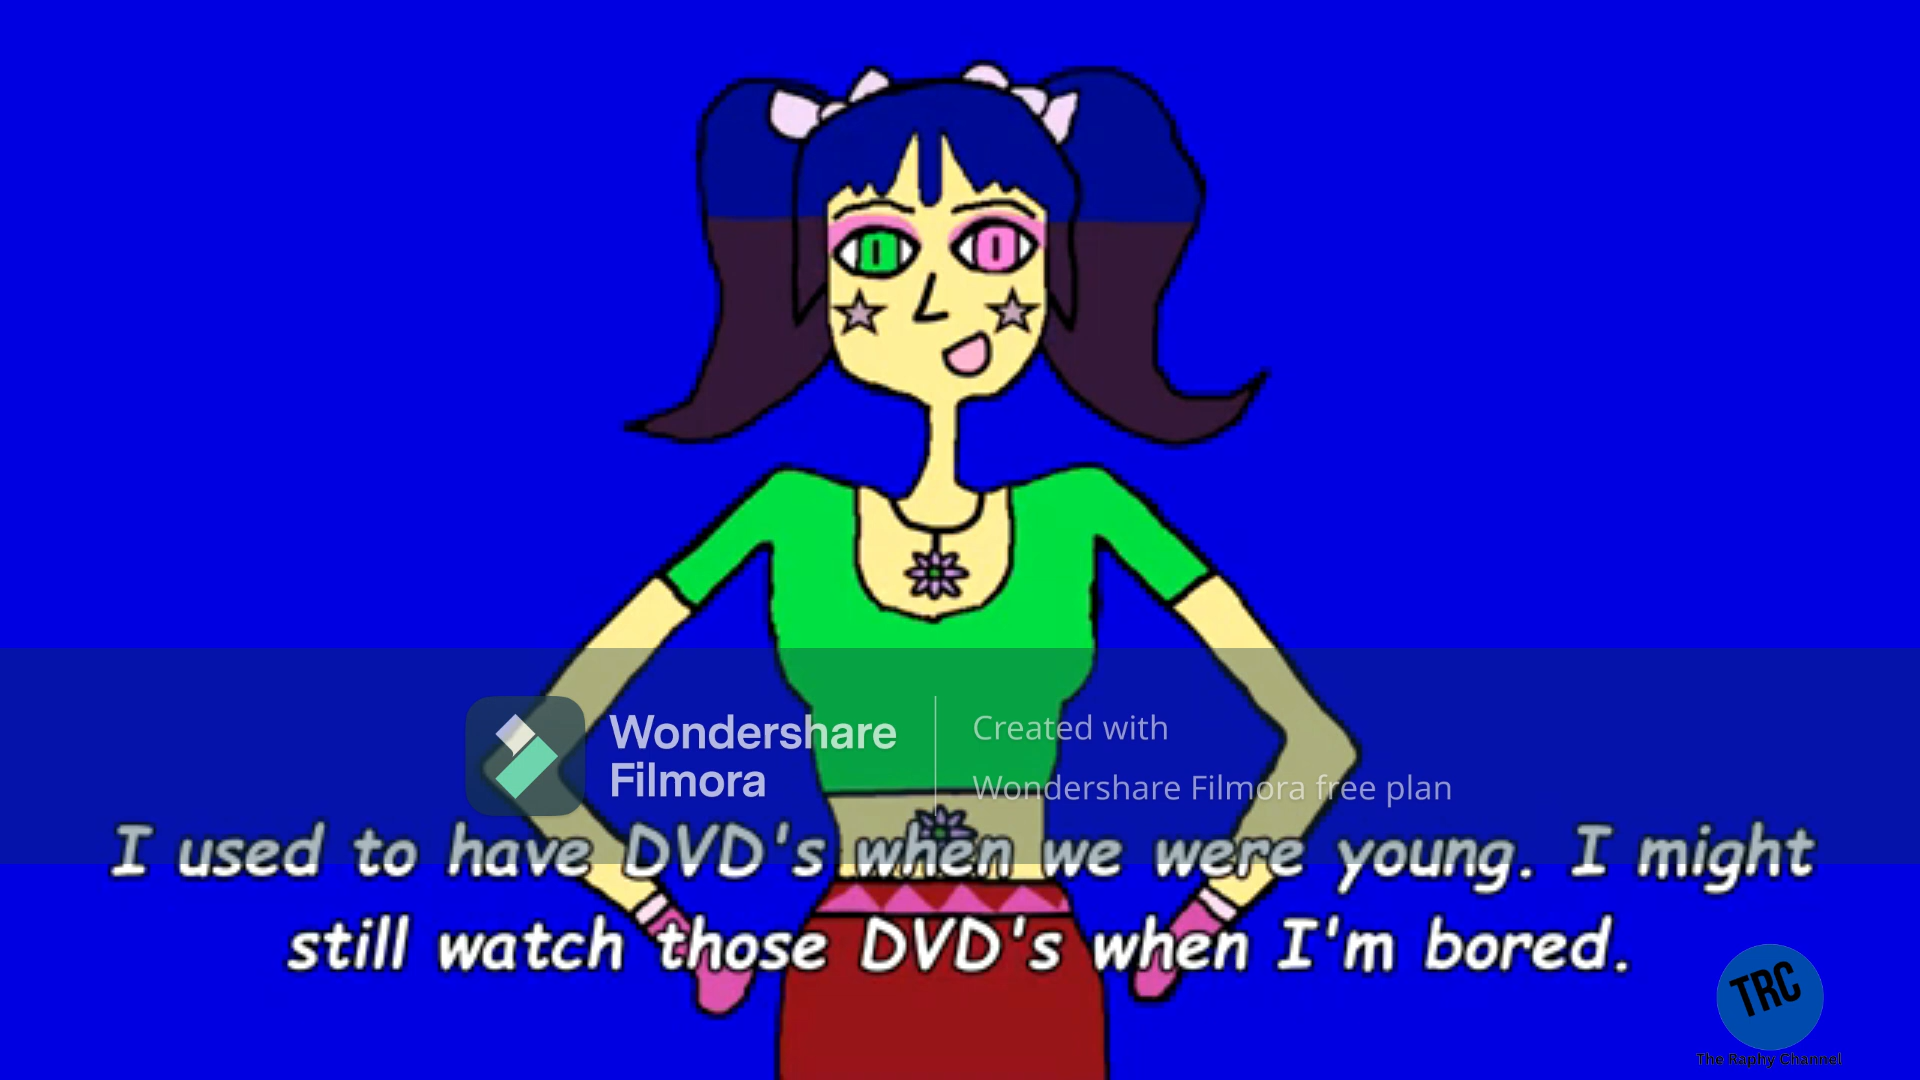 Wondershare
Filmora
Created with
Wondershare Filmora free plan
I used to have DVD's when we were young. I might
still watch those DVD's when I'm bored.
TRC
The Raphy Channel